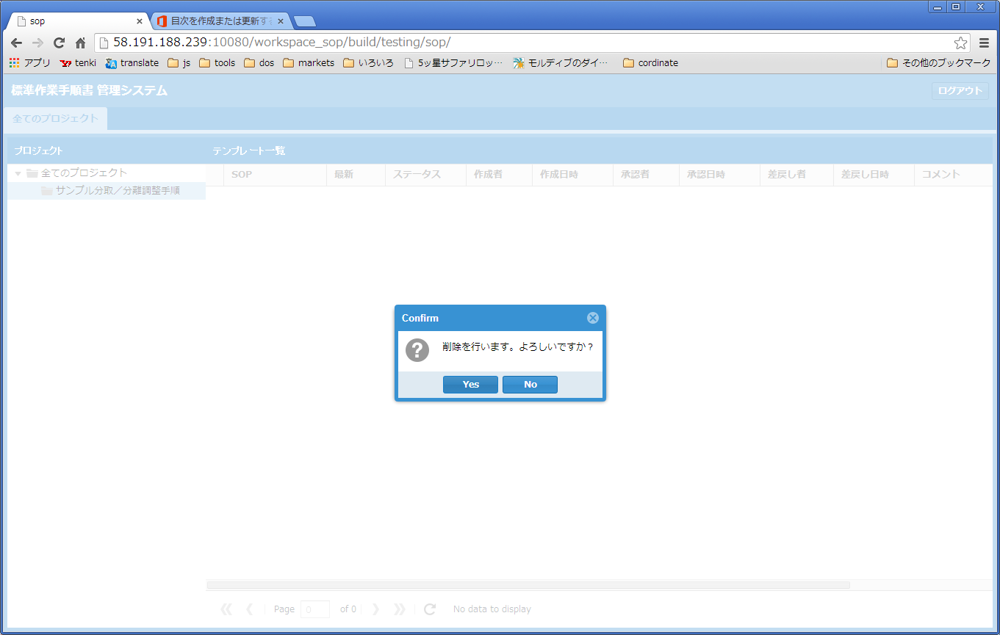 sop
目次を作成または更新す
58.191.188.239:10080/workspace_sop/build/testing/sop/
アプリ tenki translate js tools dos markets いろいろ 5ッ星サファリロッ… モルディブのダイ… cordinate その他のブックマーク
標準作業手順書 管理システム ログアウト
全てのプロジェクト
プロジェクト テンプレート一覧
全てのプロジェクト
サンプル分取／分離調整手順
SOP 最新 ステータス 作成者 作成日時 承認者 承認日時 差戻し者 差戻し日時 コメント
Confirm
削除を行います。よろしいですか？
Yes No
Page 0 of 0 No data to display